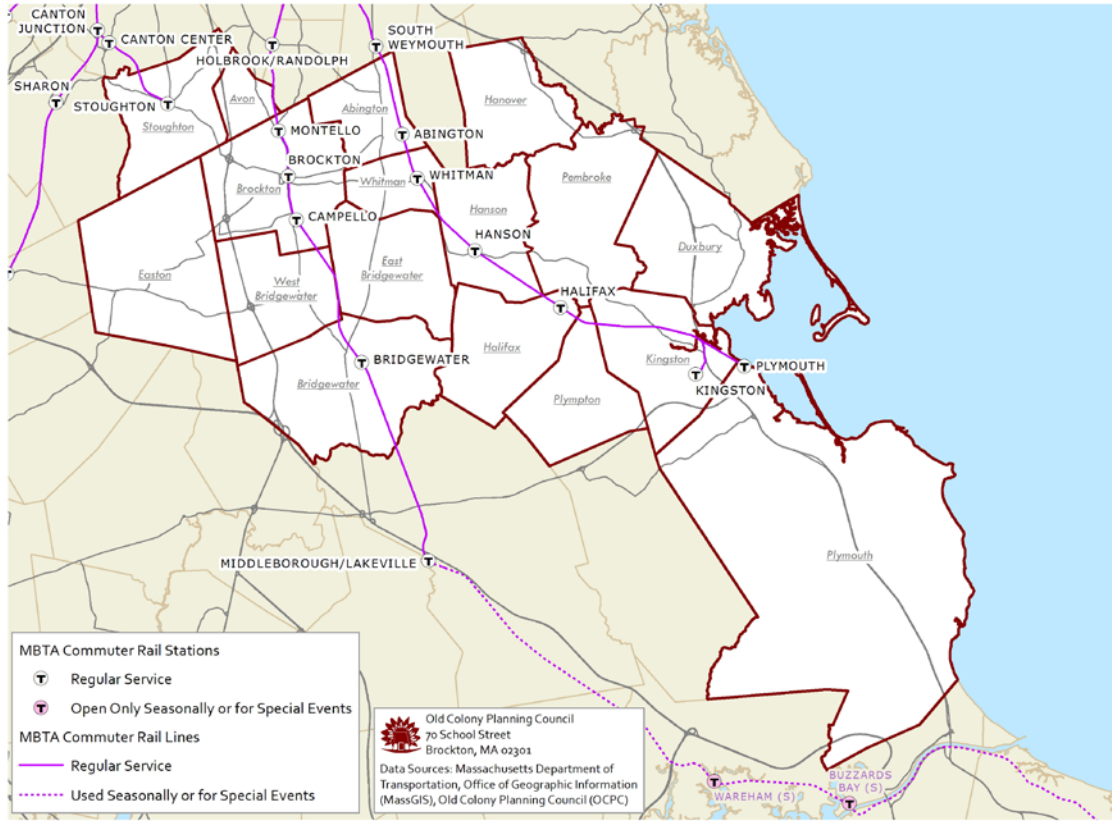 CANTON
JUNCTION
CANTON CENTER
SOUTH
WEYMOUTH
HOLBROOK/RANDOLPH
SHARON
STOUGHTON
Avon
Stoughton
Abington
Hanover
MONTELLO
ABINGTON
BROCKTON
Brockton
Whitman
WHITMAN
Pembroke
CAMPELLO
Hanson
HANSON
Duxbury
Easton
West
Bridgewater
East
Bridgewater
HALIFAX
Halifax
BRIDGEWATER
Bridgewater
Kingston
PLYMOUTH
KINGSTON
Plympton
Plymouth
MIDDLEBOROUGH/LAKEVILLE
WAREHAM (S)
BUZZARDS
BAY (S)
MBTA Commuter Rail Stations
T Regular Service
T Open Only Seasonally or for Special Events
MBTA Commuter Rail Lines
Regular Service
Used Seasonally or for Special Events
Old Colony Planning Council
70 School Street
Brockton, MA 02301
Data Sources: Massachusetts Department of
Transportation, Office of Geographic Information
(MassGIS), Old Colony Planning Council (OCPC)